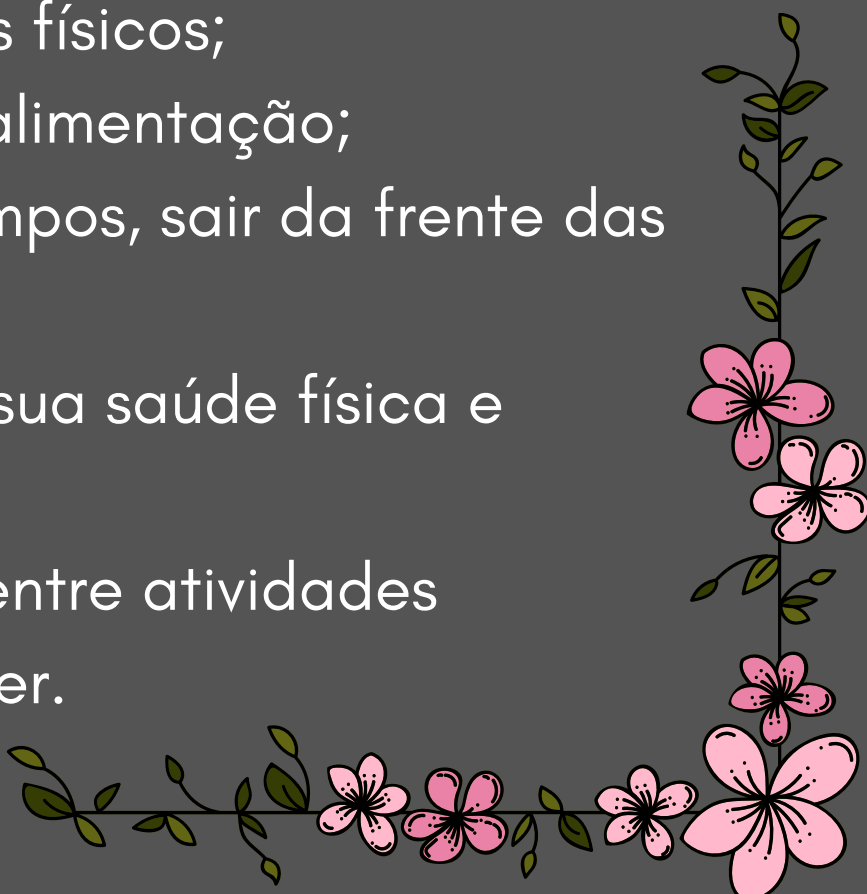 s físicos;
alimentação;
mpos, sair da frente das
sua saúde física e
entre atividades
er.